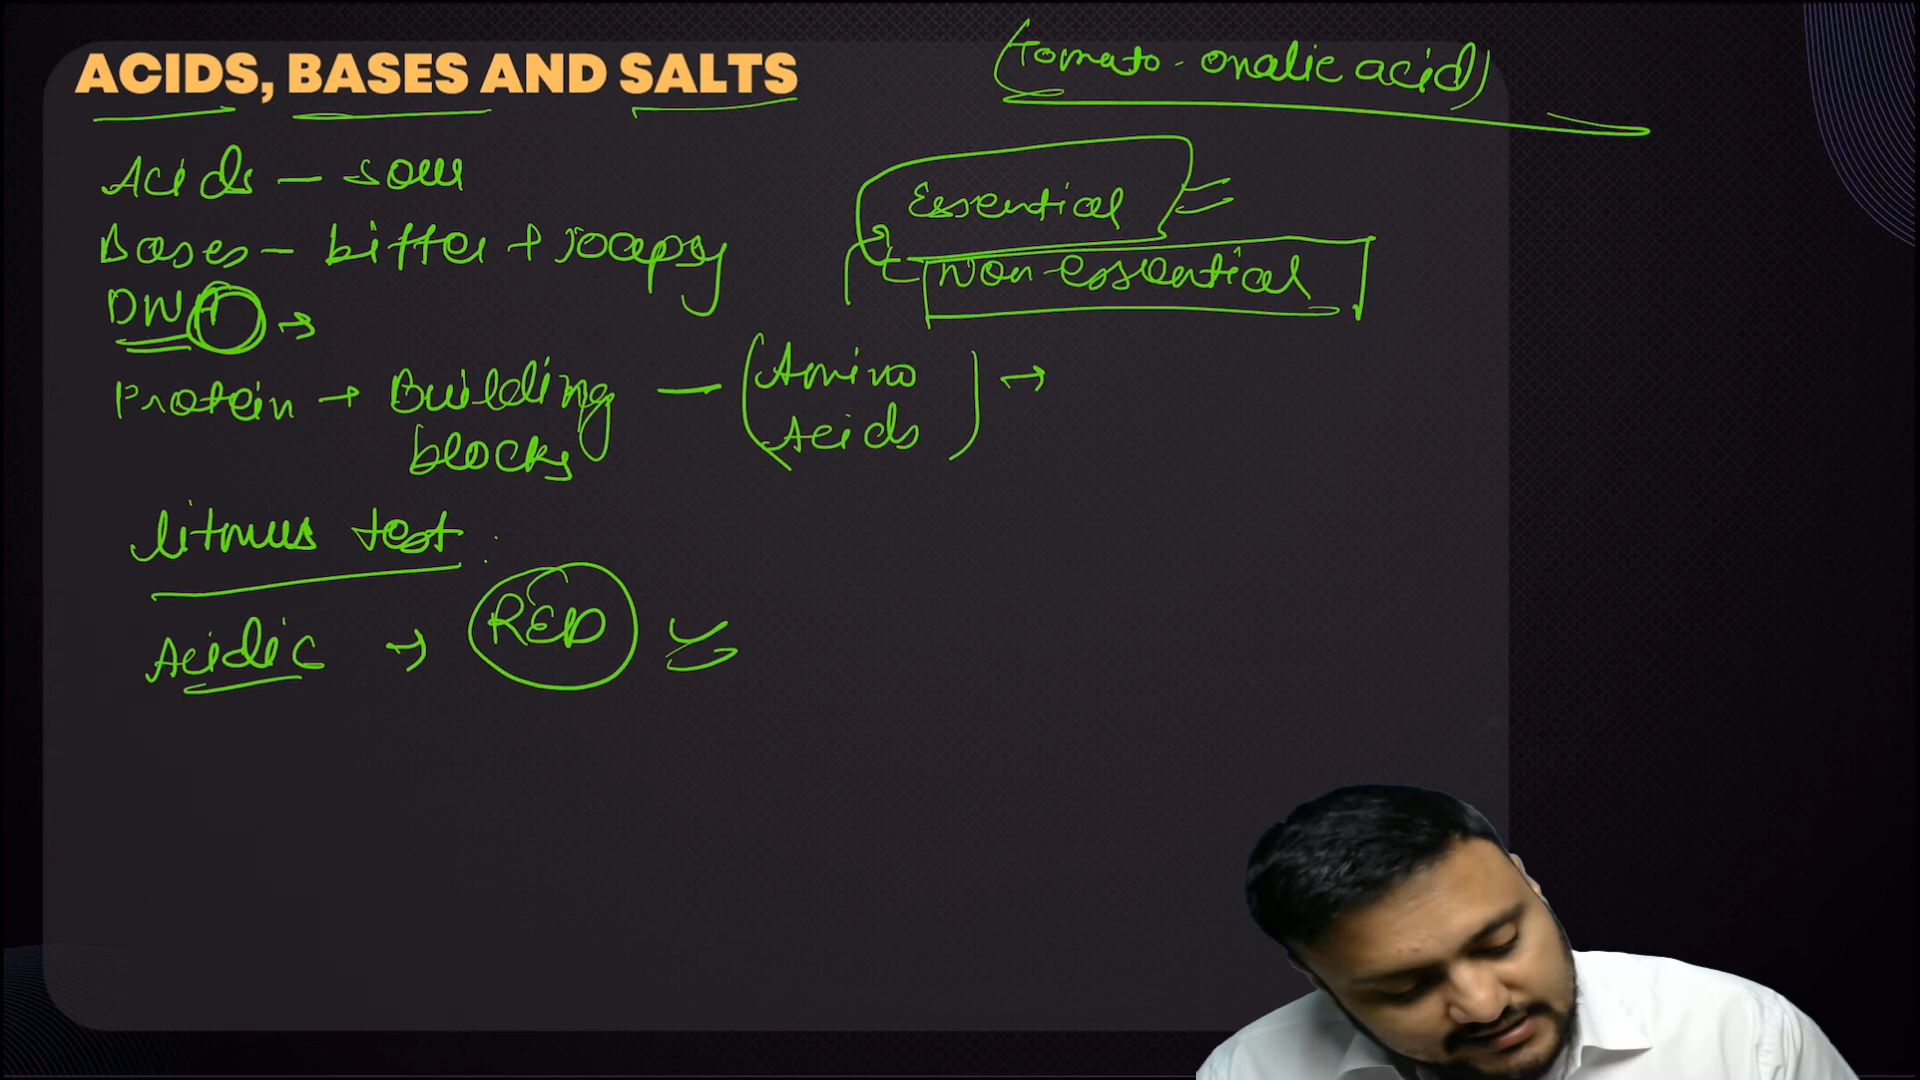 ACIDS, BASES AND SALTS
(Tomato - oxalic acid)
Acids - sour
Bases - bitter + soapy
DNA →
Essential
Non-essential
Protein → Building blocks - (Amino Acids) →
litmus test
Acidic → RED